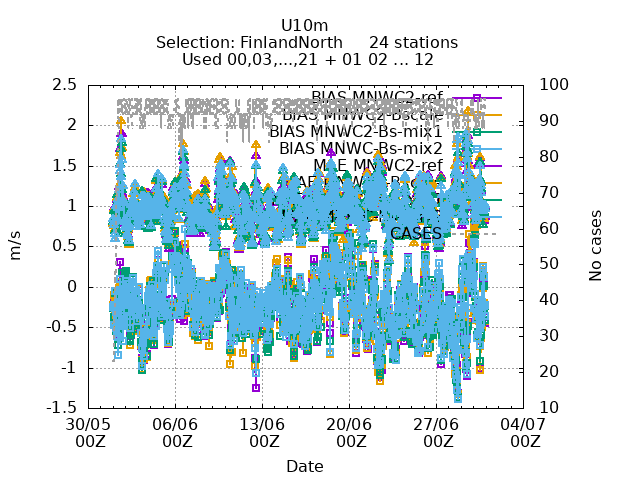 U10m
Selection: FinlandNorth 24 stations
Used 00,03,...,21 + 01 02 ... 12
2.5
2
1.5
1
0.5
0
-0.5
-1
-1.5
m/s
100
90
80
70
60
50
40
30
20
10
No cases
BIAS MNWC2-ref
BIAS MNWC2-Bscale
BIAS MNWC2-Bs-mix1
BIAS MNWC-Bs-mix2
MAE MNWC2-ref
CASES
30/05 06/06 13/06 20/06 27/06 04/07
00Z 00Z 00Z 00Z 00Z 00Z
Date